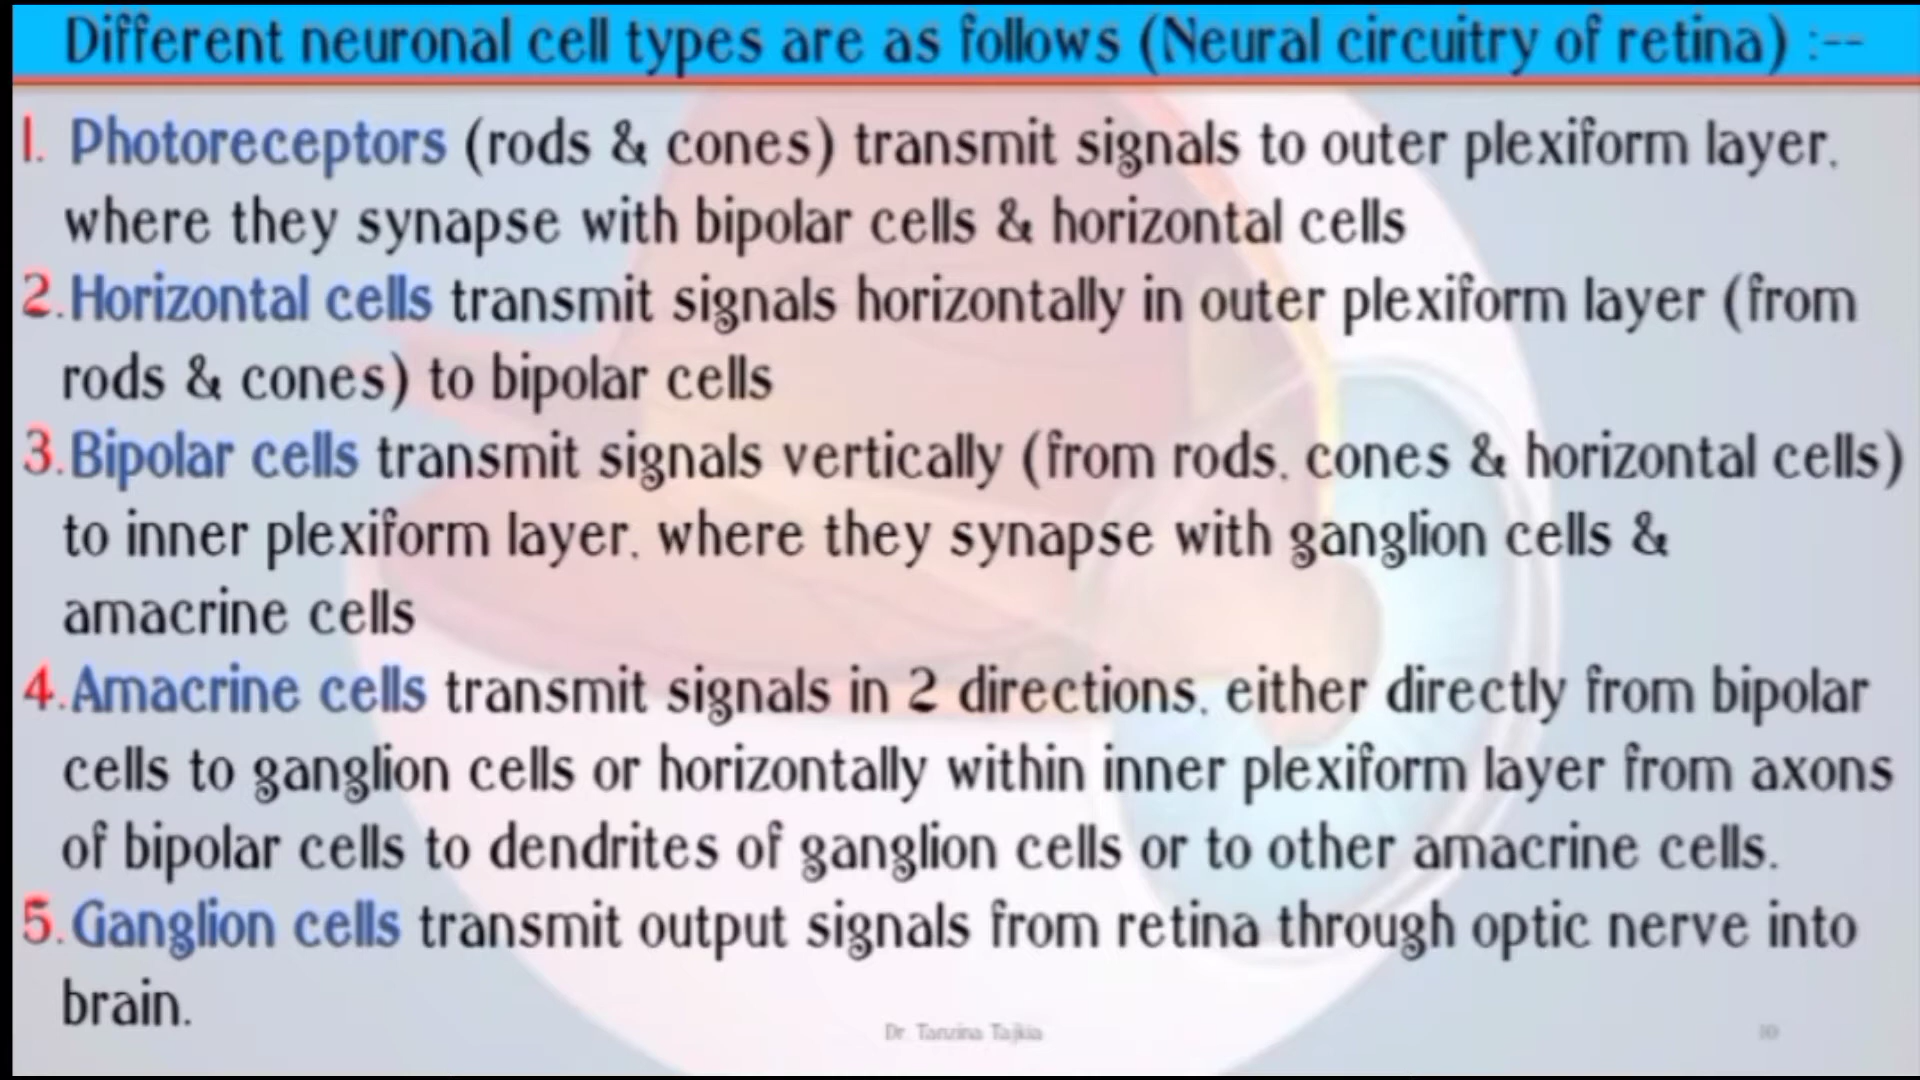 Different neuronal cell types are as follows (Neural circuitry of retina) :--
1. Photoreceptors (rods & cones) transmit signals to outer plexiform layer,
where they synapse with bipolar cells & horizontal cells
2. Horizontal cells transmit signals horizontally in outer plexiform layer (from
rods & cones) to bipolar cells
3. Bipolar cells transmit signals vertically (from rods, cones & horizontal cells)
to inner plexiform layer, where they synapse with ganglion cells &
amacrine cells
4. Amacrine cells transmit signals in 2 directions, either directly from bipolar
cells to ganglion cells or horizontally within inner plexiform layer from axons
of bipolar cells to dendrites of ganglion cells or to other amacrine cells.
5. Ganglion cells transmit output signals from retina through optic nerve into
brain.
Dr. Tanzina Tajkia